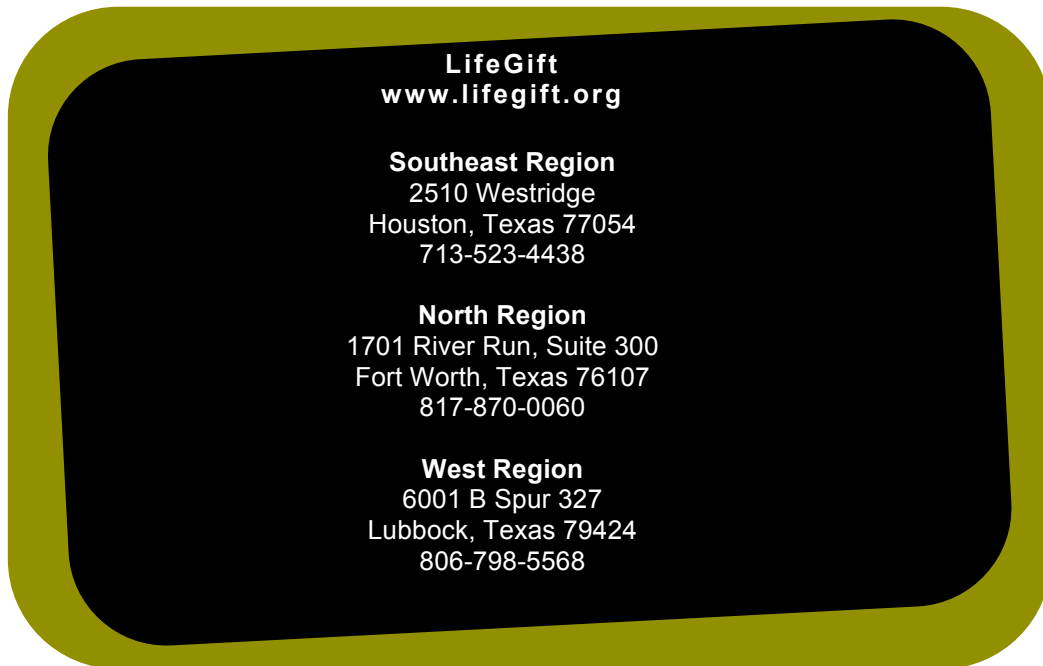 LifeGift
www.lifegift.org
Southeast Region
2510 Westridge
Houston, Texas 77054
713-523-4438
North Region
1701 River Run, Suite 300
Fort Worth, Texas 76107
817-870-0060
West Region
6001 B Spur 327
Lubbock, Texas 79424
806-798-5568